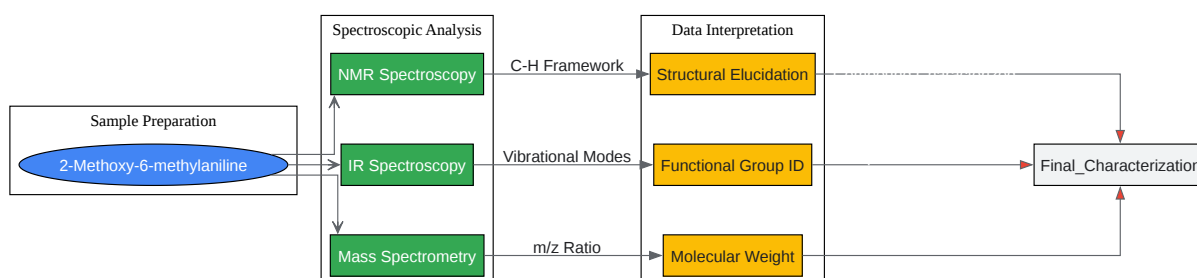 Spectroscopic Analysis
Data Interpretation
NMR Spectroscopy
C-H Framework
Structural Elucidation
Sample Preparation
2-Methoxy-6-methylaniline
IR Spectroscopy
Vibrational Modes
Functional Group ID
Final_Characterization
Mass Spectrometry
m/z Ratio
Molecular Weight